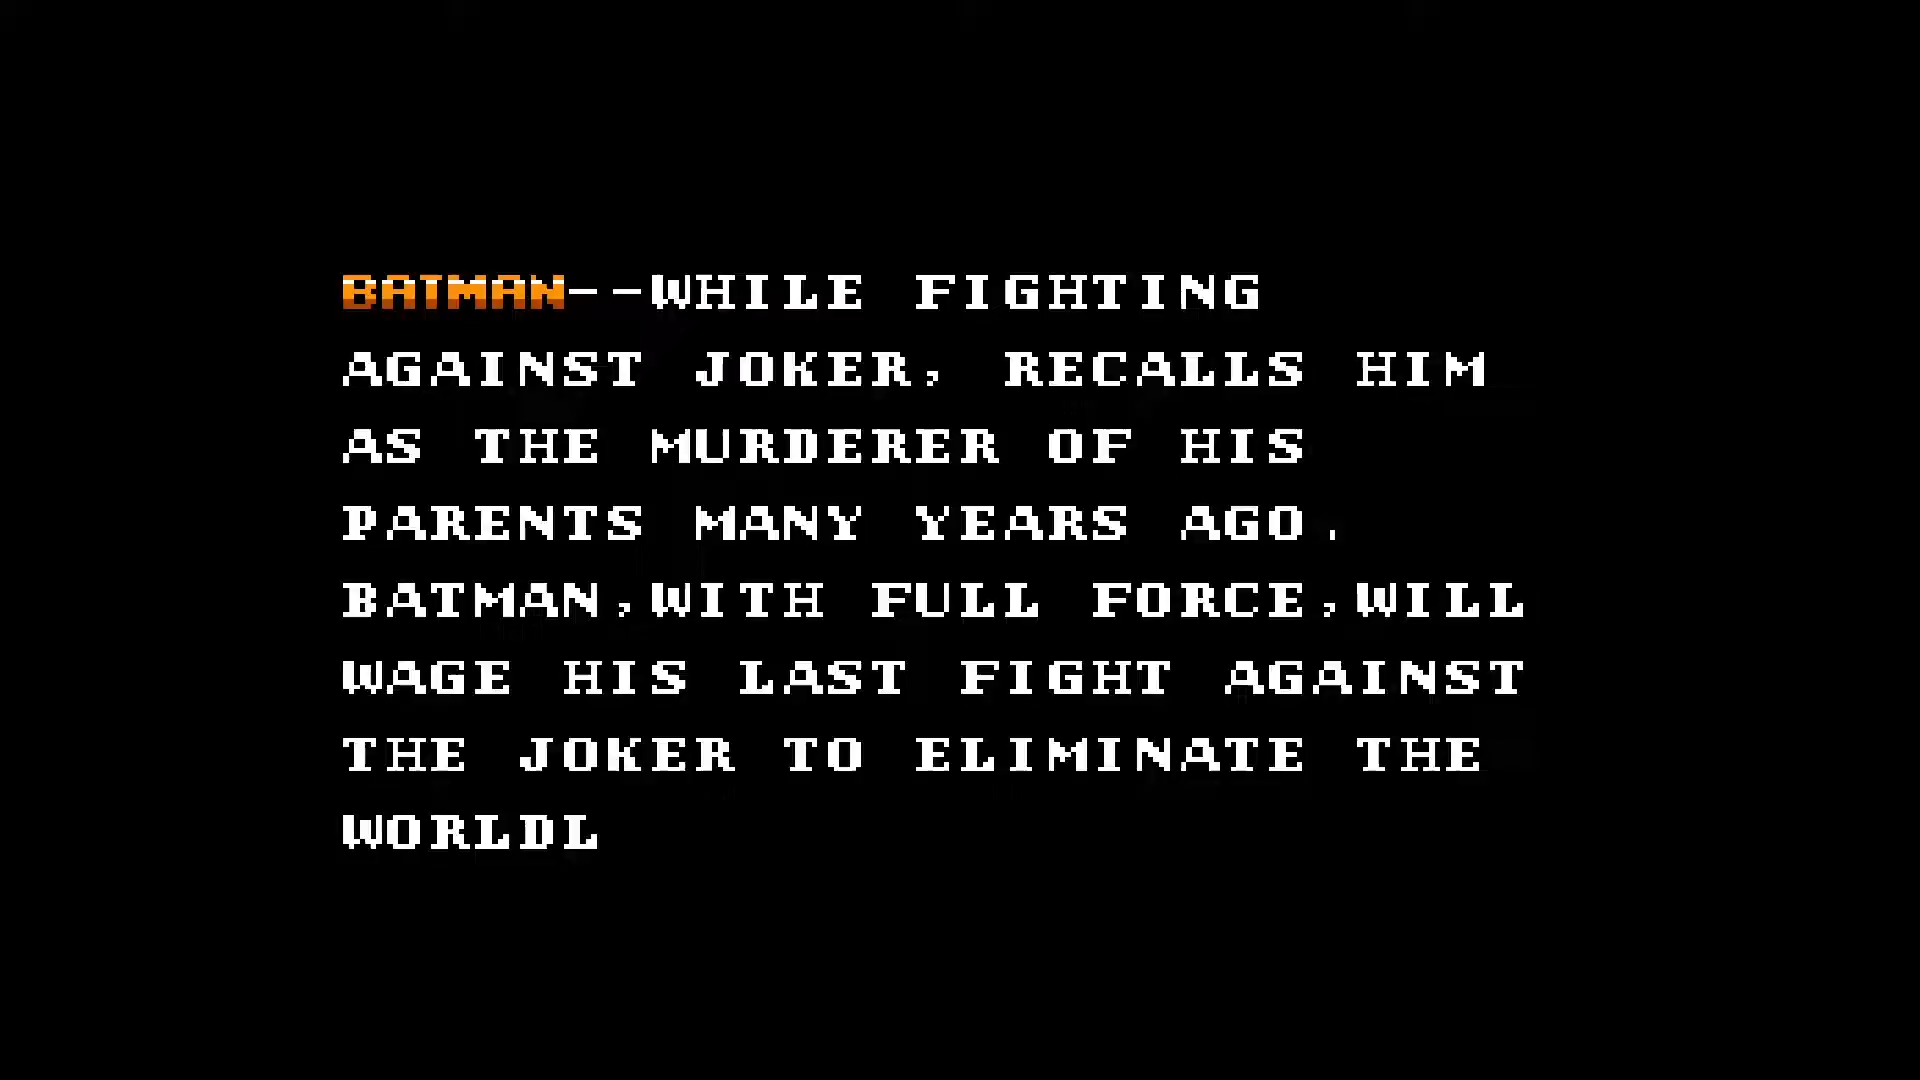 BATMAN--WHILE FIGHTING
AGAINST JOKER, RECALLS HIM
AS THE MURDERER OF HIS
PARENTS MANY YEARS AGO.
BATMAN,WITH FULL FORCE,WILL
WAGE HIS LAST FIGHT AGAINST
THE JOKER TO ELIMINATE THE
WORLDL